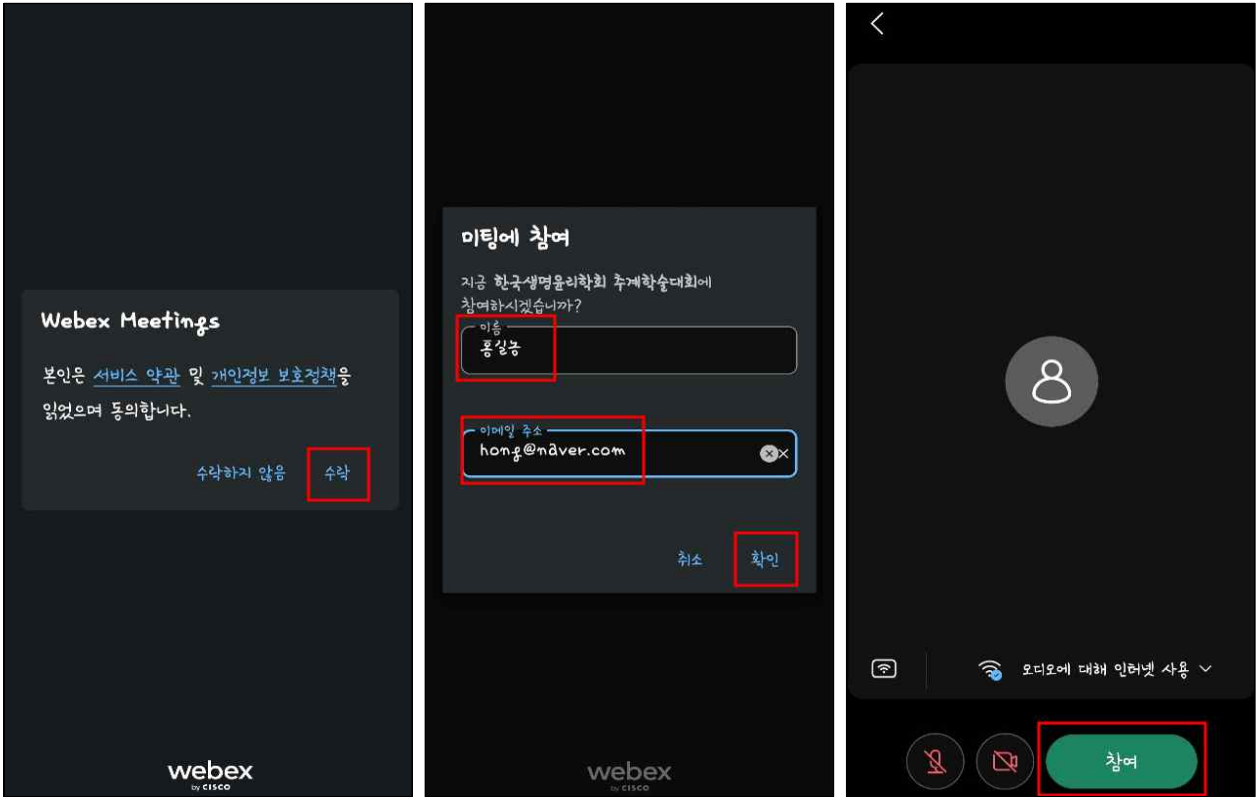 Webex Meetings
본인은 서비스 약관 및 개인정보 보호정책을
읽었으며 동의합니다.
수락하지 않음
수락
webex
by CISCO
미팅에 참여
지금 한국생명윤리학회 추계학술대회에
참여하시겠습니까?
이름
홍길동
이메일 주소
hong@naver.com
취소
확인
webex
by CISCO
오디오에 대해 인터넷 사용
참여